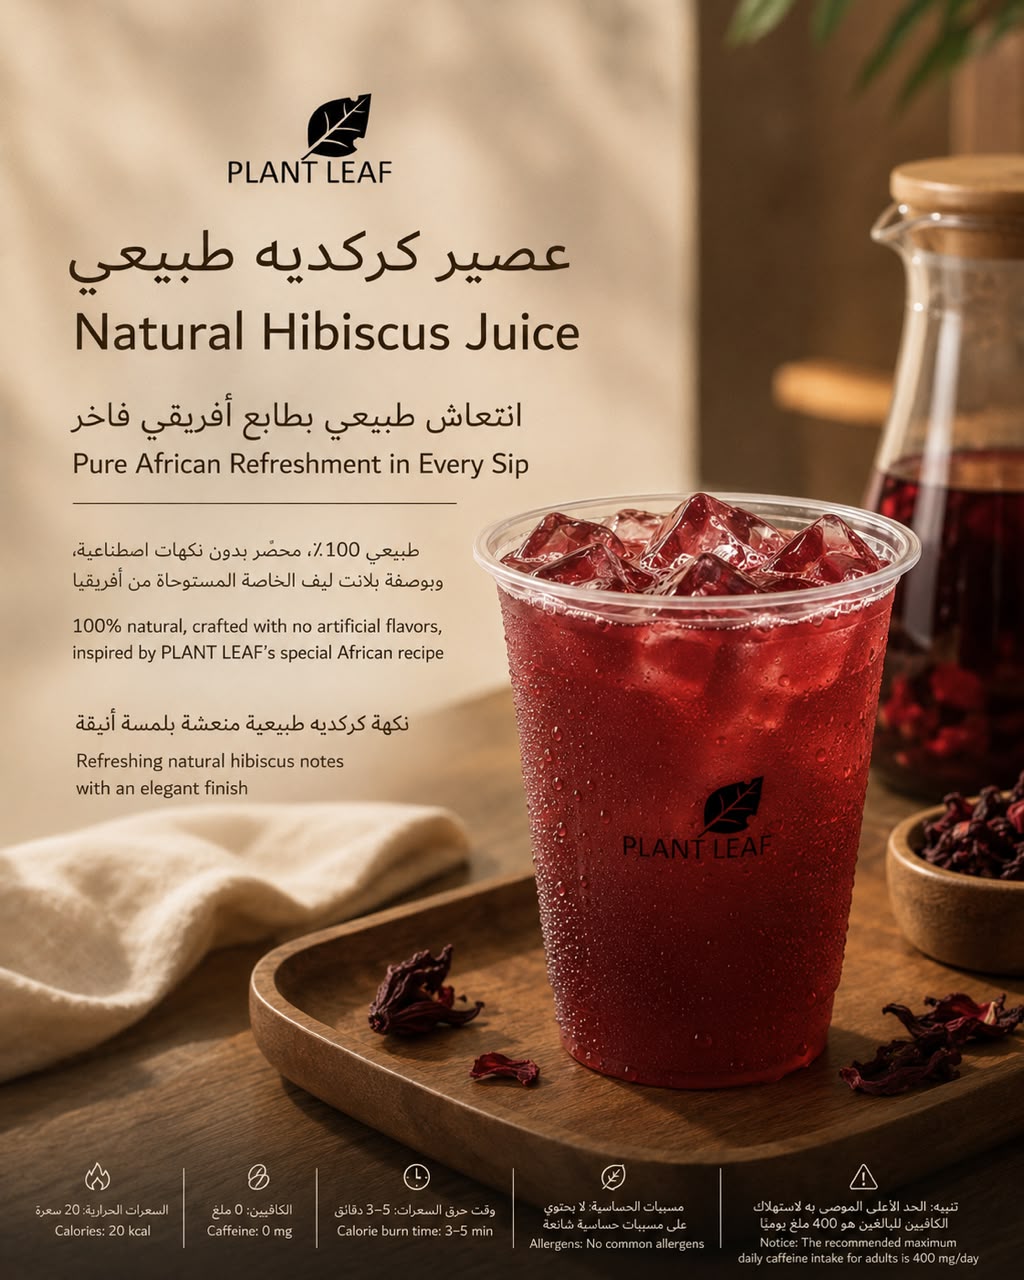 PLANT LEAF
عصير كركديه طبيعي
Natural Hibiscus Juice
انتعاش طبيعي بطابع أفريقي فاخر
Pure African Refreshment in Every Sip
طبيعي 100٪، محضّر بدون نكهات اصطناعية،
وبوصفة بلانت ليف الخاصة المستوحاة من أفريقيا
100% natural, crafted with no artificial flavors,
inspired by PLANT LEAF’s special African recipe
نكهة كركديه طبيعية منعشة بلمسة أنيقة
Refreshing natural hibiscus notes
with an elegant finish
PLANT LEAF
السعرات الحرارية: 20 سعرة
Calories: 20 kcal
الكافيين: 0 ملغ
Caffeine: 0 mg
وقت حرق السعرات: 3–5 دقائق
Calorie burn time: 3–5 min
مسببات الحساسية: لا يحتوي
على مسببات حساسية شائعة
Allergens: No common allergens
تنبيه: الحد الأعلى الموصى به لاستهلاك
الكافيين للبالغين هو 400 ملغ يوميًا
Notice: The recommended maximum
daily caffeine intake for adults is 400 mg/day